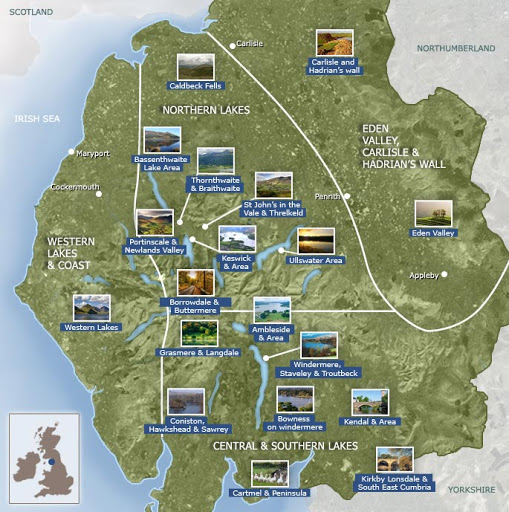 SCOTLAND
Carlisle
Carlisle and
Hadrian's wall
NORTHUMBERLAND
Caldbeck Fells
NORTHERN LAKES
IRISH SEA
EDEN
VALLEY,
CARLISLE &
HADRIAN'S WALL
Maryport
Bassenthwaite
Lake Area
Thornthwaite
& Braithwaite
Cockermouth
St John's in the
Vale & Threlkeld
Penrith
Eden Valley
Portinscale &
Newlands Valley
WESTERN
LAKES
& COAST
Keswick
& Area
Ullswater Area
Appleby
Borrowdale &
Buttermere
Western Lakes
Ambleside
& Area
Grasmere & Langdale
Windermere,
Staveley & Troutbeck
Coniston,
Hawkshead & Sawrey
Bowness
on windermere
Kendal & Area
CENTRAL & SOUTHERN LAKES
Cartmel & Peninsula
Kirkby Lonsdale &
South East Cumbria
YORKSHIRE